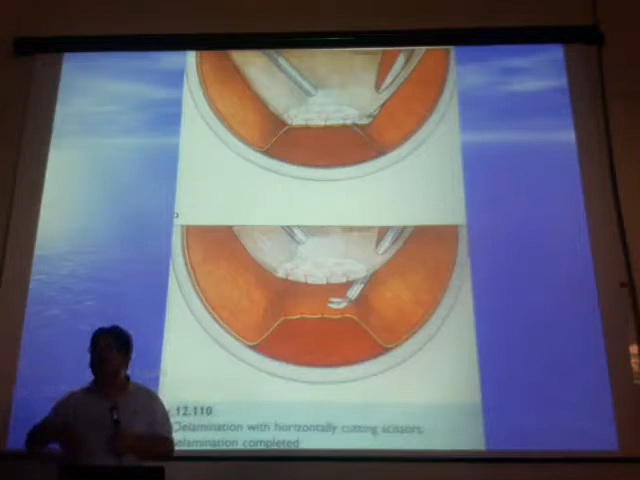 12.110
Delamination with horizontally cutting scissors,
delamination completed